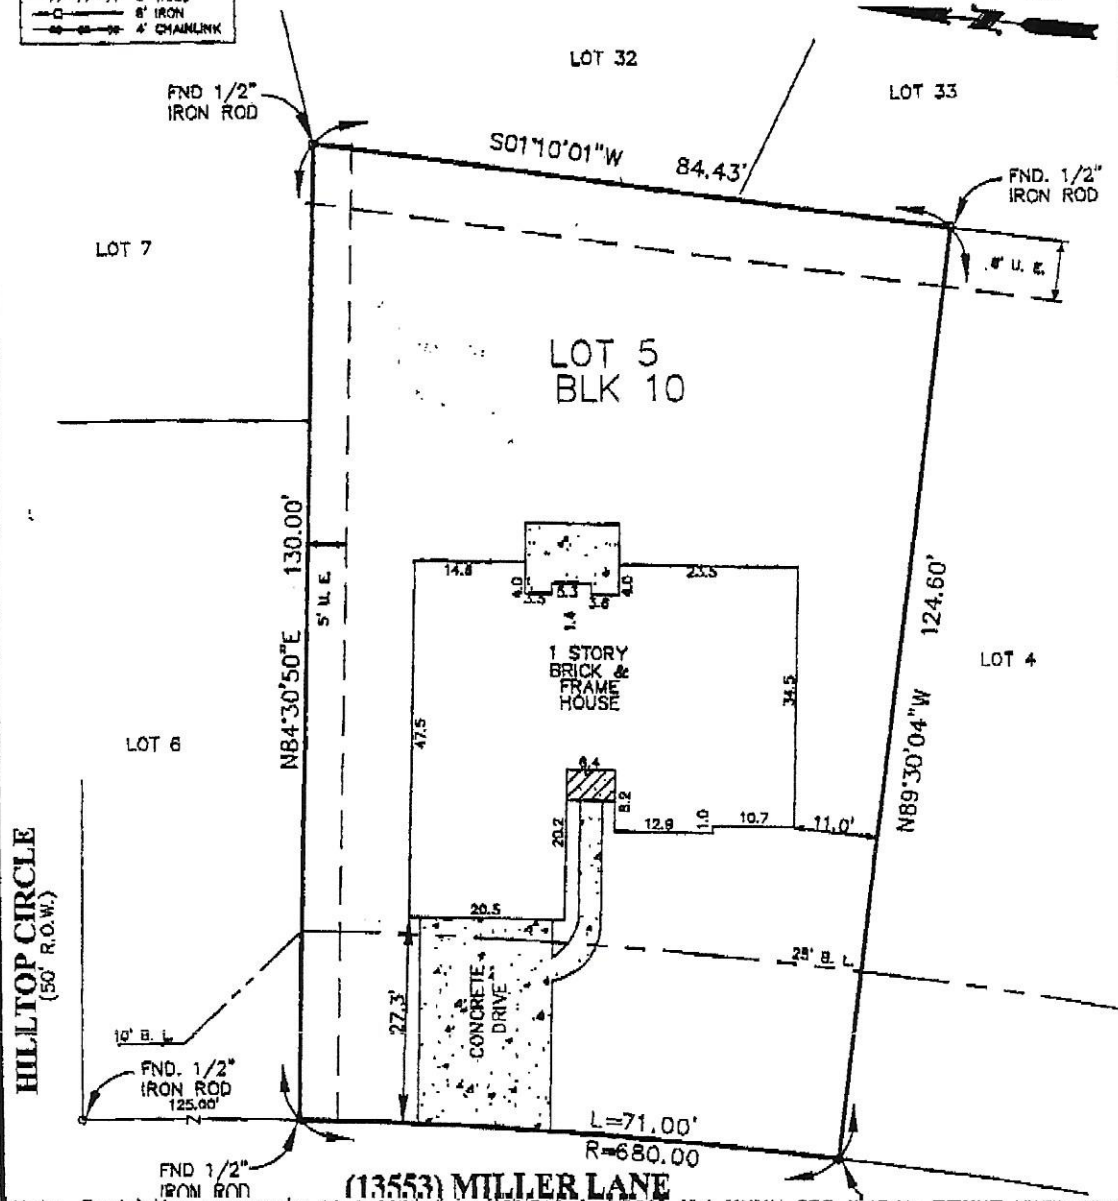 8' IRON
4' CHAINLINK
LOT 32
LOT 33
FND 1/2"
IRON ROD
S01°10'01"W
84.43'
FND. 1/2"
IRON ROD
LOT 7
8' U. E.
LOT 5
BLK 10
N84°30'50"E 130.00'
5' U. E.
14.8
4.0
3.5
5.3
3.6
4.0
23.5
1.4
1 STORY
BRICK &
FRAME
HOUSE
47.5
34.5
124.60'
N89°30'04"W
LOT 4
LOT 6
6.4
8.2
20.2
12.8
1.0
10.7
11.0'
20.5
HILLTOP CIRCLE
(50' R.O.W.)
25' B. L.
27.3'
CONCRETE
DRIVE
10' B. L.
FND. 1/2"
IRON ROD
125.00'
L=71.00'
R=680.00
FND 1/2"
IRON ROD
(13553) MILLER LANE